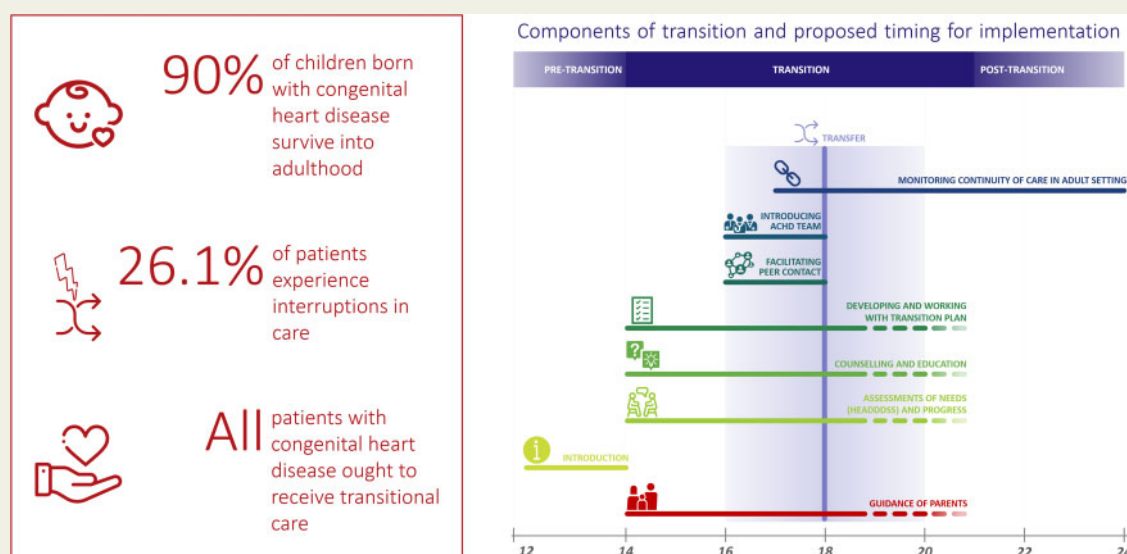 90%
of children born
with congenital
heart disease
survive into
adulthood
26.1%
of patients
experience
interruptions in
care
All
patients with
congenital heart
disease ought to
receive transitional
care
Components of transition and proposed timing for implementation
PRE-TRANSITION
TRANSITION
POST-TRANSITION
TRANSFER
MONITORING CONTINUITY OF CARE IN ADULT SETTING
INTRODUCING
ACHD TEAM
FACILITATING
PEER CONTACT
DEVELOPING AND WORKING
WITH TRANSITION PLAN
COUNSELLING AND EDUCATION
ASSESSMENTS OF NEEDS
(HEADDOSS) AND PROGRESS
INTRODUCTION
GUIDANCE OF PARENTS
12 14 16 18 20 22 24